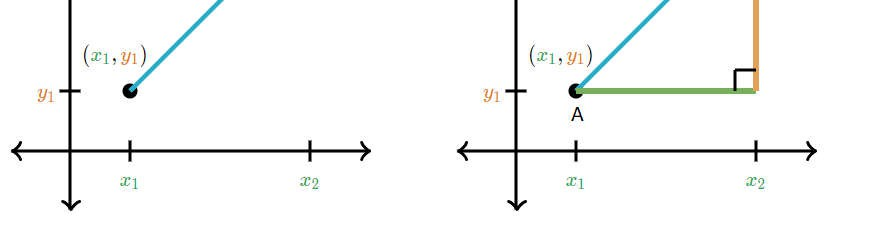 (x₁, y₁) (x₁, y₁)
y₁ y₁
A
x₁ x₂ x₁ x₂